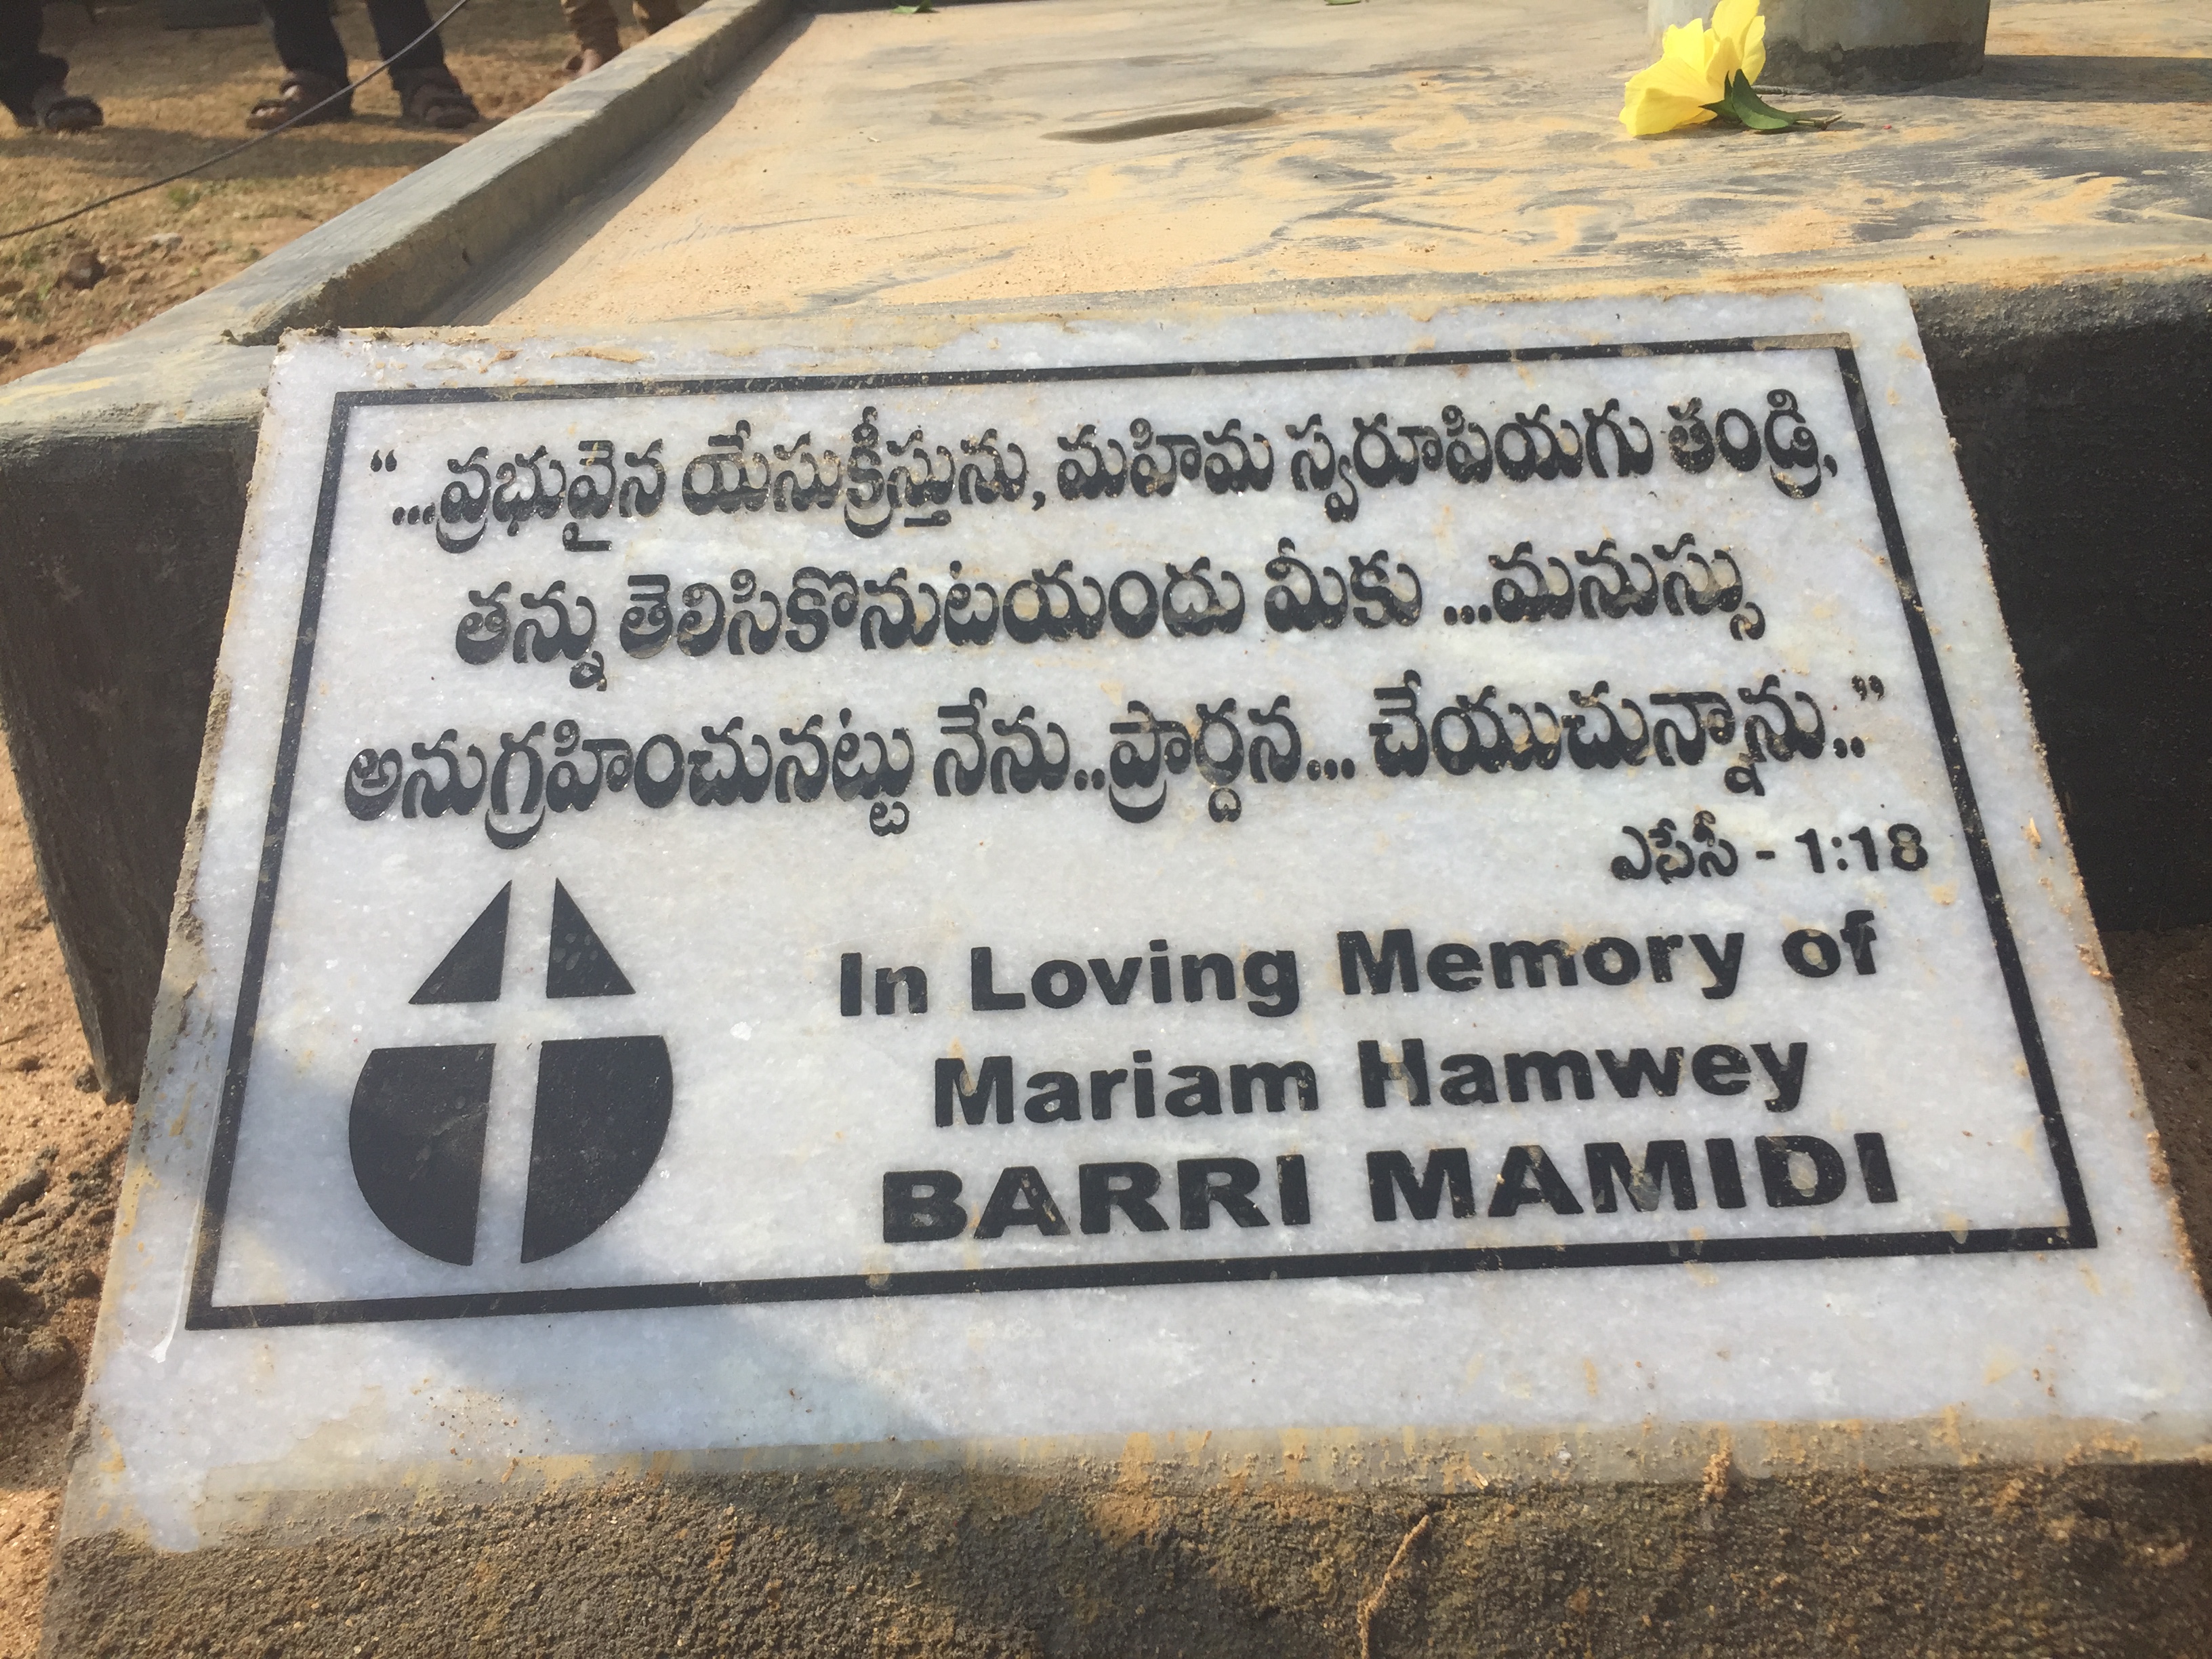 “...ప్రభువైన యేసుక్రీస్తును, మహిమ స్వరూపియగు తండ్రి,
తన్ను తెలిసికొనుటయందు మీకు ...మనుస్సు
అనుగ్రహించునట్టు నేను..ప్రార్ధన... చేయుచున్నాను..”
ఎఫేసీ - 1:18
In Loving Memory of
Mariam Hamwey
BARRI MAMIDI